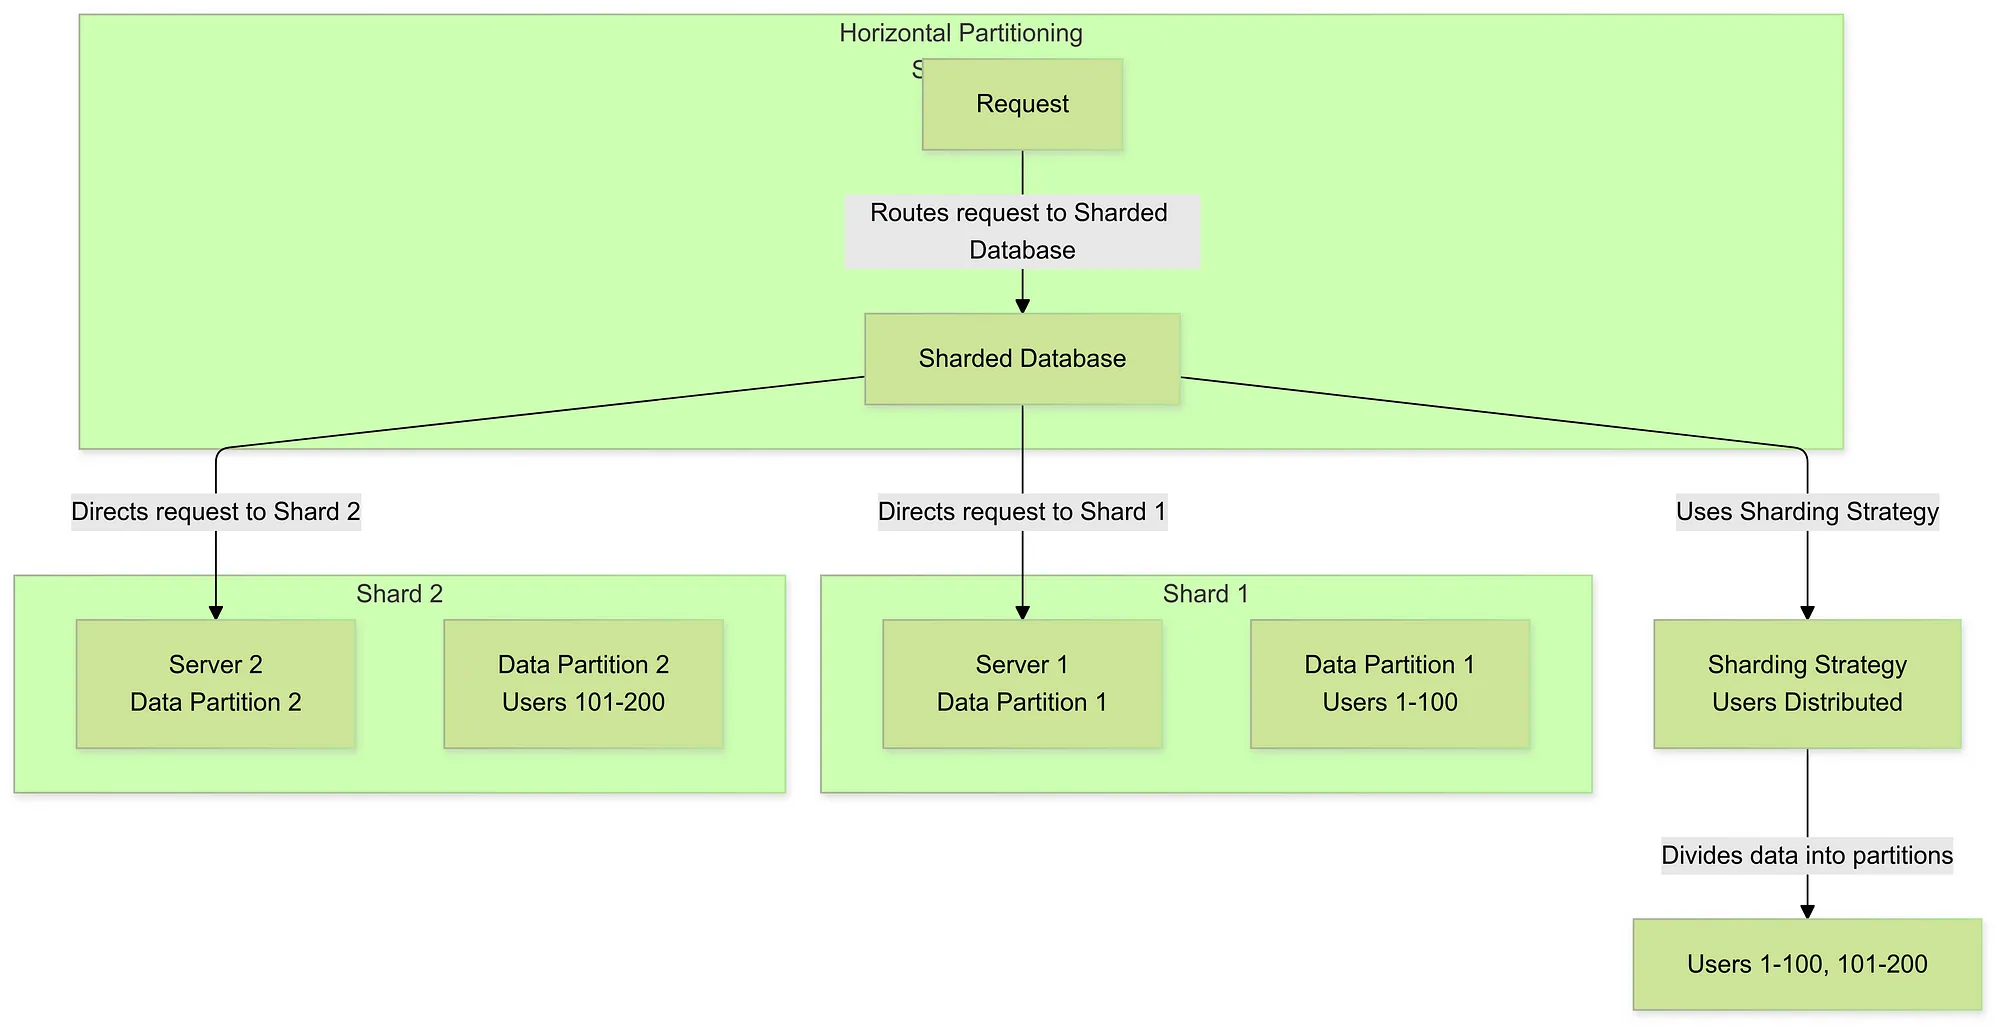 Horizontal Partitioning
Request
Routes request to Sharded
Database
Sharded Database
Directs request to Shard 2
Directs request to Shard 1
Uses Sharding Strategy
Shard 2
Server 2
Data Partition 2
Data Partition 2
Users 101-200
Shard 1
Server 1
Data Partition 1
Data Partition 1
Users 1-100
Sharding Strategy
Users Distributed
Divides data into partitions
Users 1-100, 101-200